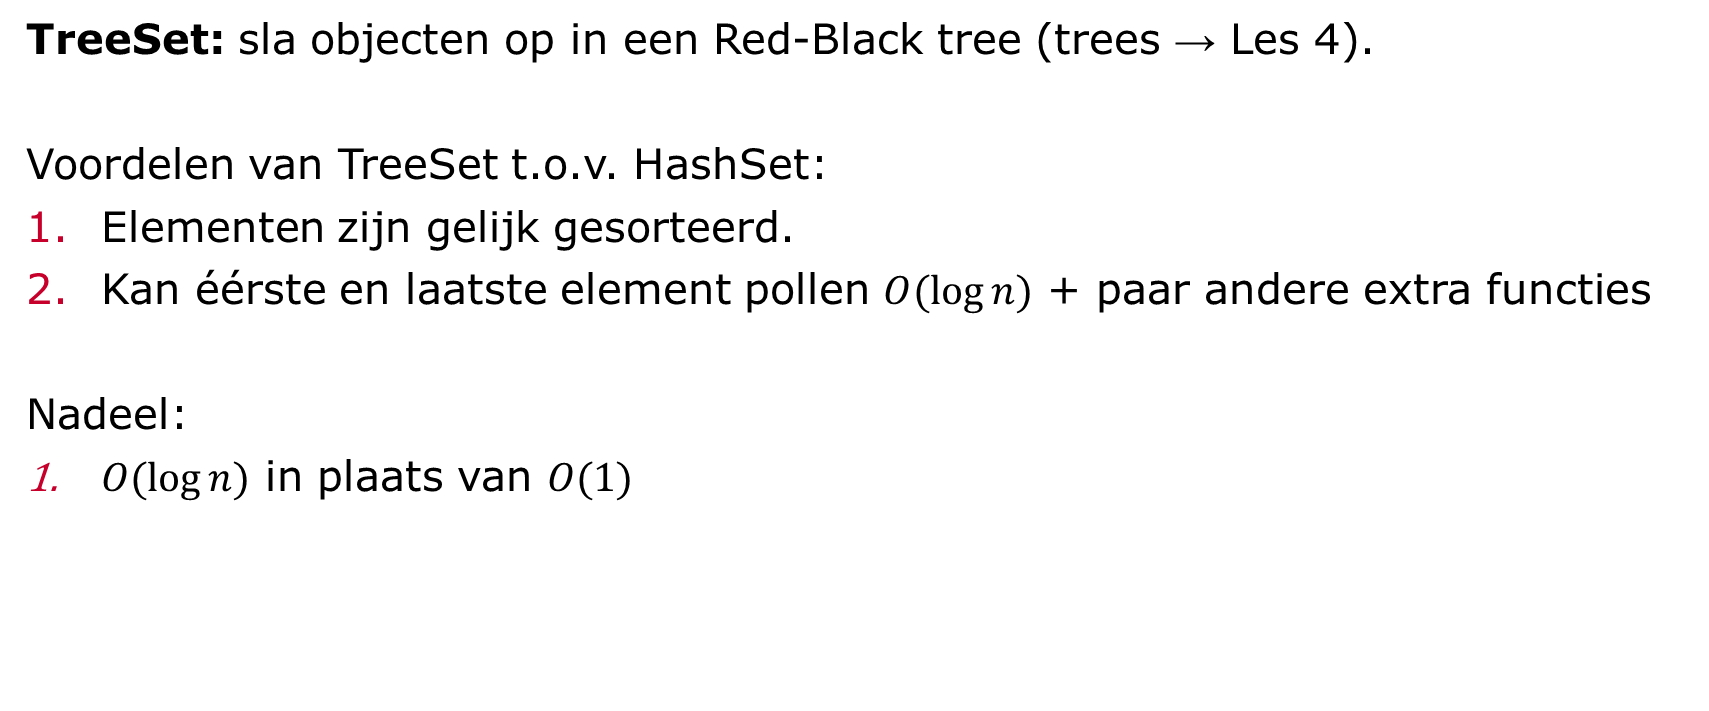 TreeSet: sla objecten op in een Red-Black tree (trees → Les 4).
Voordelen van TreeSet t.o.v. HashSet:
1. Elementen zijn gelijk gesorteerd.
2. Kan éérste en laatste element pollen O(log n) + paar andere extra functies
Nadeel:
1. O(log n) in plaats van O(1)